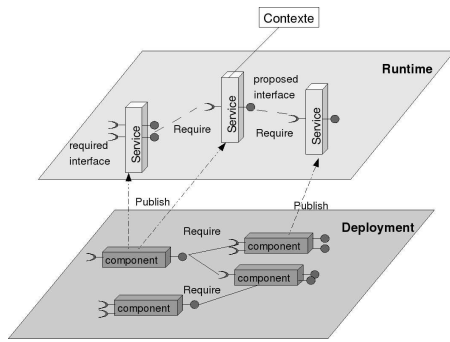 Contexte
Runtime
proposed
interface
Service
Service
Service
Require
Require
required
interface
Publish
Publish
Deployment
Require
component
component
component
Require
component